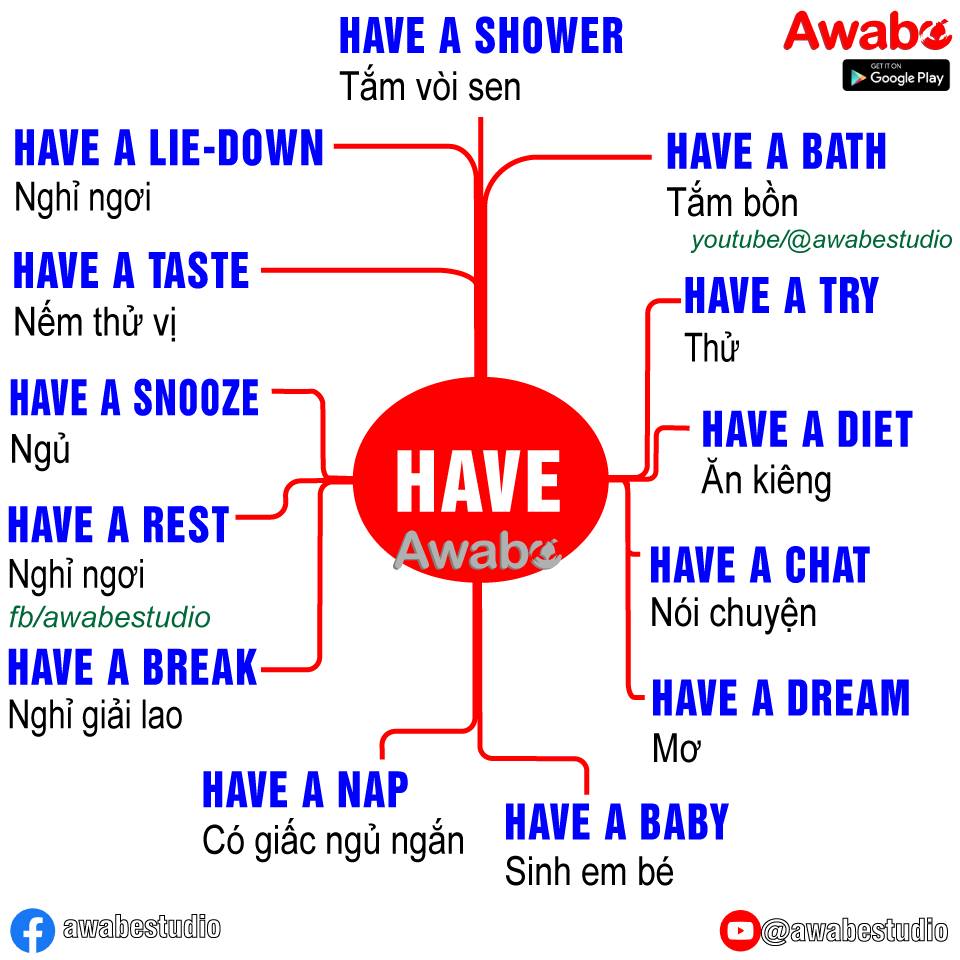 HAVE A SHOWER
Tắm vòi sen
Awabe
GET IT ON
Google Play
HAVE A LIE-DOWN
Nghỉ ngơi
HAVE A BATH
Tắm bồn
youtube/@awabestudio
HAVE A TASTE
Nếm thử vị
HAVE A TRY
Thử
HAVE A SNOOZE
Ngủ
HAVE A DIET
Ăn kiêng
HAVE
Awabe
HAVE A REST
Nghỉ ngơi
fb/awabestudio
HAVE A CHAT
Nói chuyện
HAVE A BREAK
Nghỉ giải lao
HAVE A DREAM
Mơ
HAVE A NAP
Có giấc ngủ ngắn
HAVE A BABY
Sinh em bé
awabestudio
@awabestudio